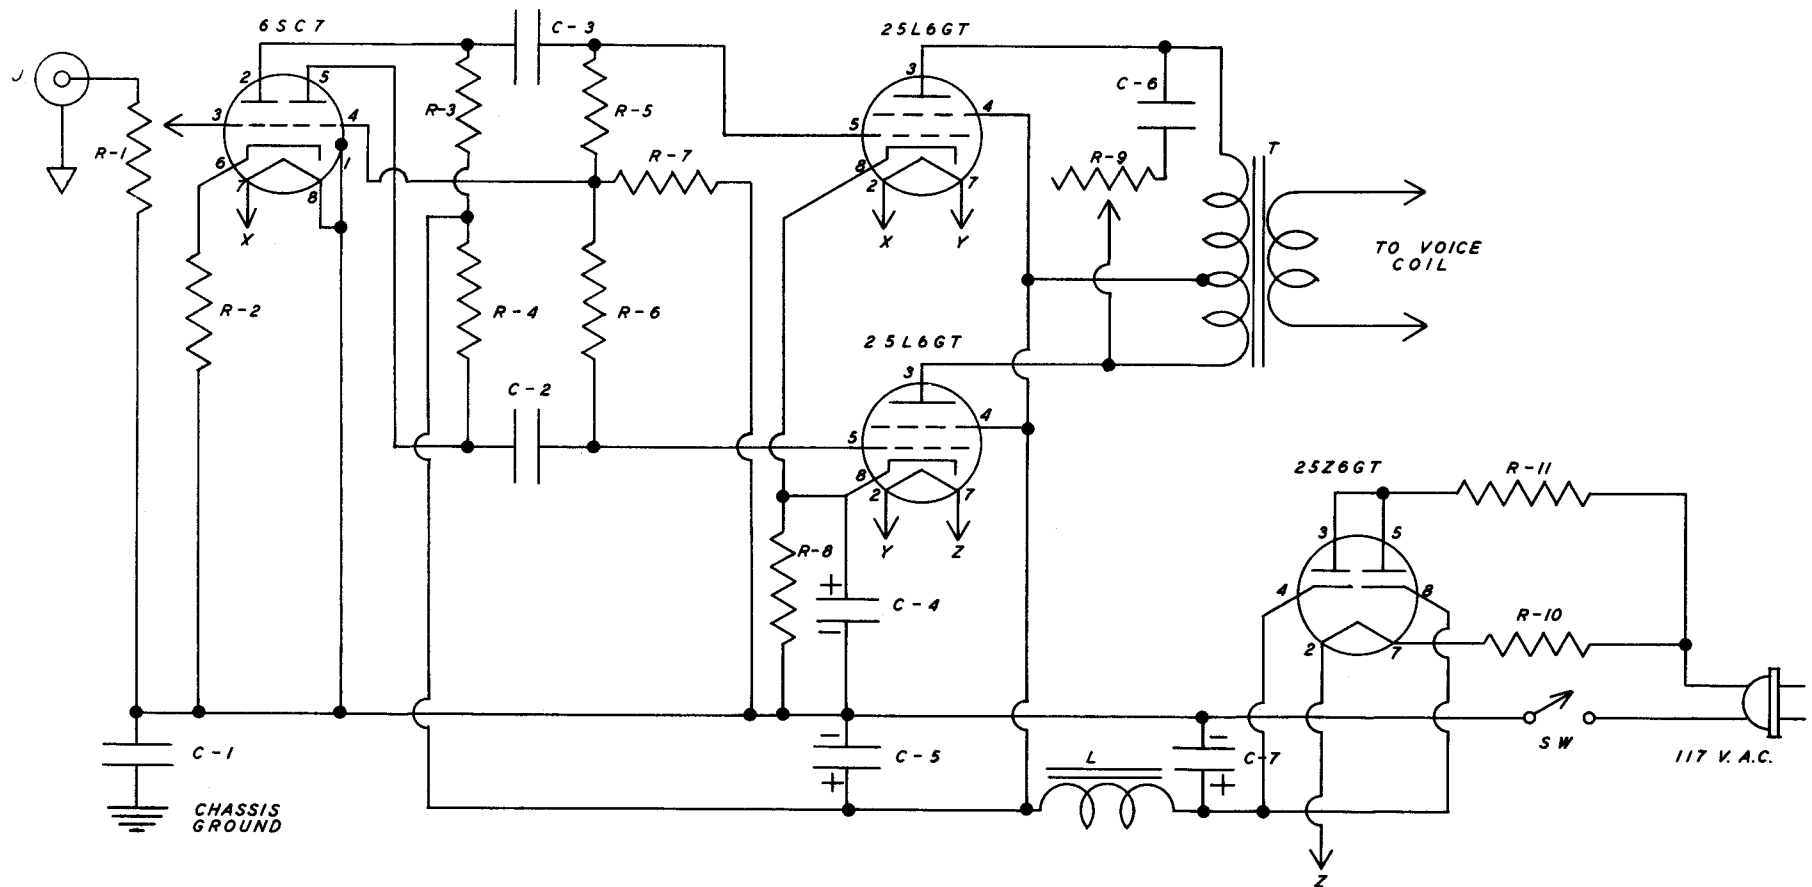 6SC7
C-3
25L6GT
J
2
5
3
4
R-3
R-5
3
C-6
4
R-1
3
4
5
6
1
7
8
R-7
8
2
7
R-9
T
X
X
Y
TO VOICE
COIL
R-2
R-4
R-6
25L6GT
3
C-2
4
5
8
2
7
25Z6GT
R-11
Y
Z
3
5
R-8
+
C-4
-
4
8
R-10
2
7
C-1
-
C-5
+
L
-
C-7
+
SW
117 V. A.C.
CHASSIS
GROUND
Z